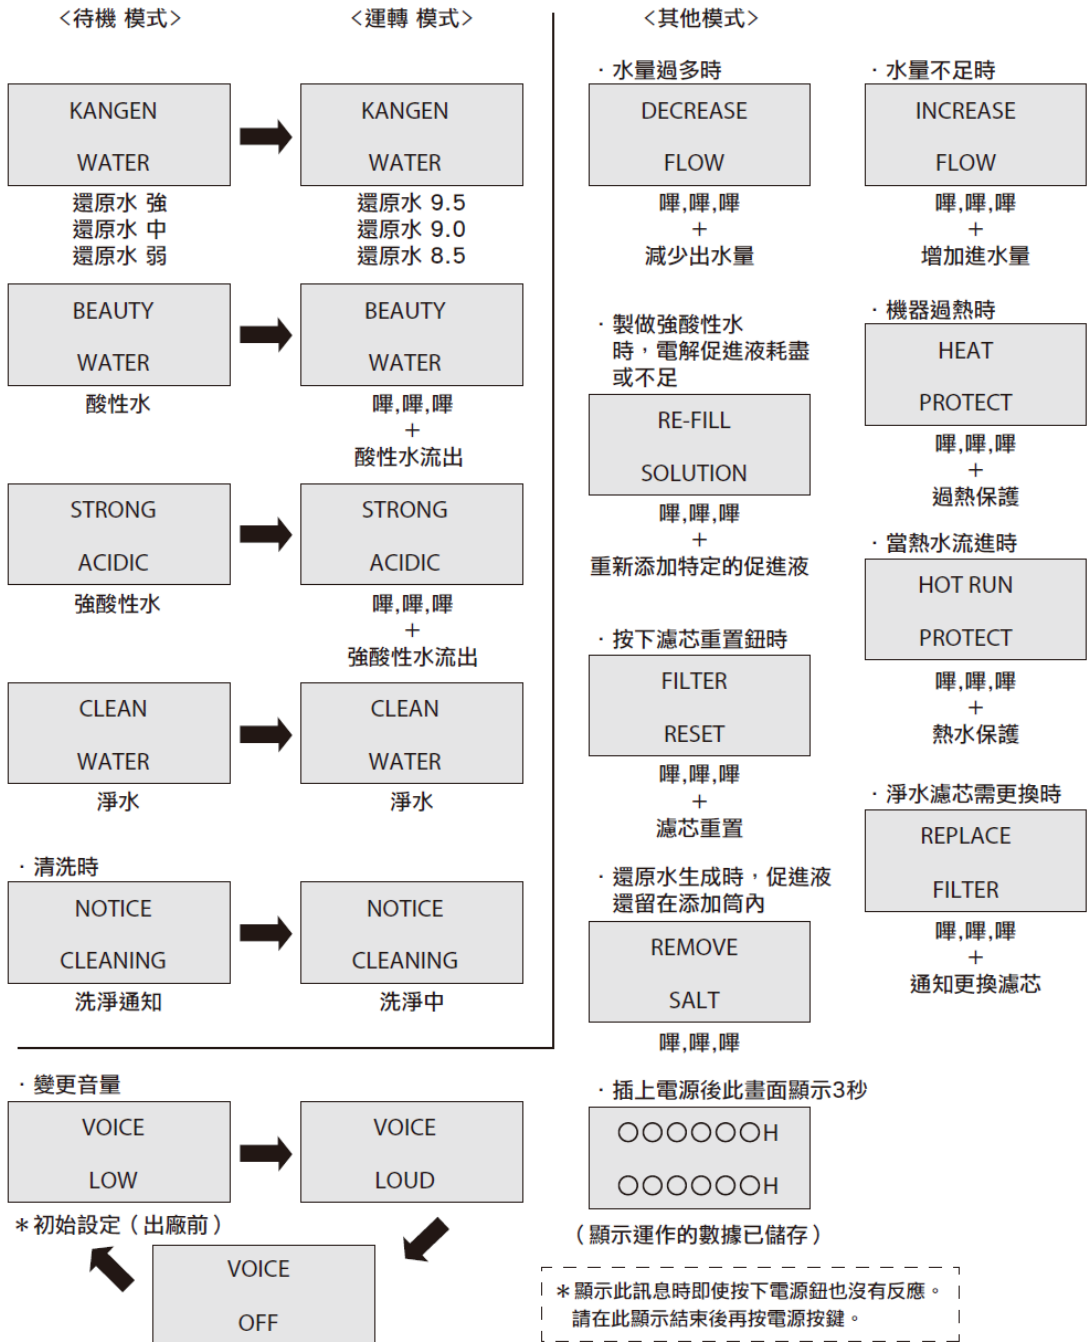 <待機 模式>
<運轉 模式>
KANGEN
WATER
還原水 強
還原水 中
還原水 弱
KANGEN
WATER
還原水 9.5
還原水 9.0
還原水 8.5
BEAUTY
WATER
酸性水
BEAUTY
WATER
嗶,嗶,嗶
+
酸性水流出
STRONG
ACIDIC
強酸性水
STRONG
ACIDIC
嗶,嗶,嗶
+
強酸性水流出
CLEAN
WATER
淨水
CLEAN
WATER
淨水
·清洗時
NOTICE
CLEANING
洗淨通知
NOTICE
CLEANING
洗淨中
·變更音量
VOICE
LOW
*初始設定(出廠前)
VOICE
LOUD
VOICE
OFF
<其他模式>
·水量過多時
DECREASE
FLOW
嗶,嗶,嗶
+
減少出水量
·製做強酸性水
時，電解促進液耗盡
或不足
RE-FILL
SOLUTION
嗶,嗶,嗶
+
重新添加特定的促進液
·按下濾芯重置鈕時
FILTER
RESET
嗶,嗶,嗶
+
濾芯重置
·還原水生成時，促進液
還留在添加筒內
REMOVE
SALT
嗶,嗶,嗶
·水量不足時
INCREASE
FLOW
嗶,嗶,嗶
+
增加進水量
·機器過熱時
HEAT
PROTECT
嗶,嗶,嗶
+
過熱保護
·當熱水流進時
HOT RUN
PROTECT
嗶,嗶,嗶
+
熱水保護
·淨水濾芯需更換時
REPLACE
FILTER
嗶,嗶,嗶
+
通知更換濾芯
·插上電源後此畫面顯示3秒
○○○○○○H
○○○○○○H
(顯示運作的數據已儲存)
*顯示此訊息時即使按下電源鈕也沒有反應。
請在此顯示結束後再按電源按鍵。